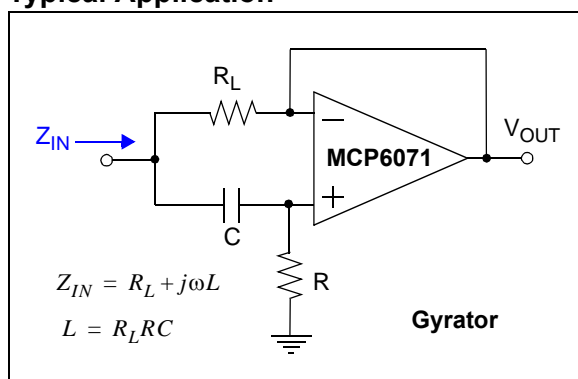 Typical Application
R_L
Z_IN
−
V_OUT
MCP6071
+
C
Z_IN = R_L + jωL
R
L = R_L RC
Gyrator